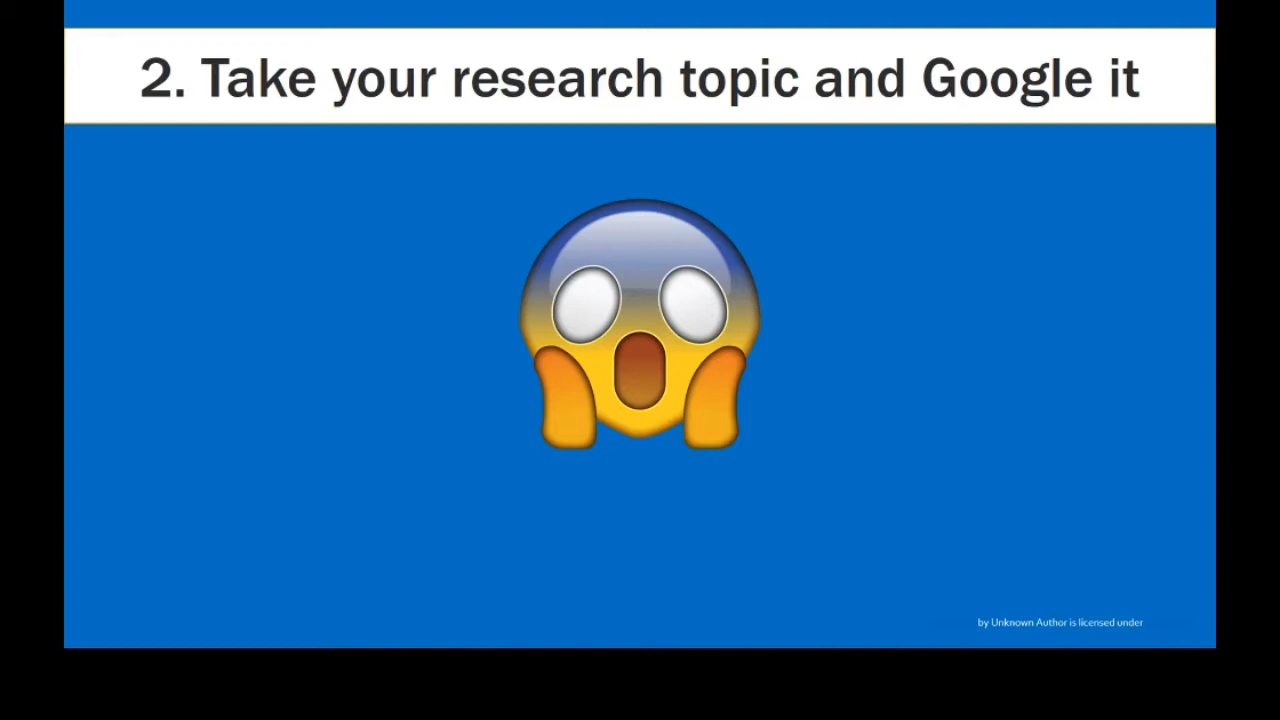 2. Take your research topic and Google it
by Unknown Author is licensed under